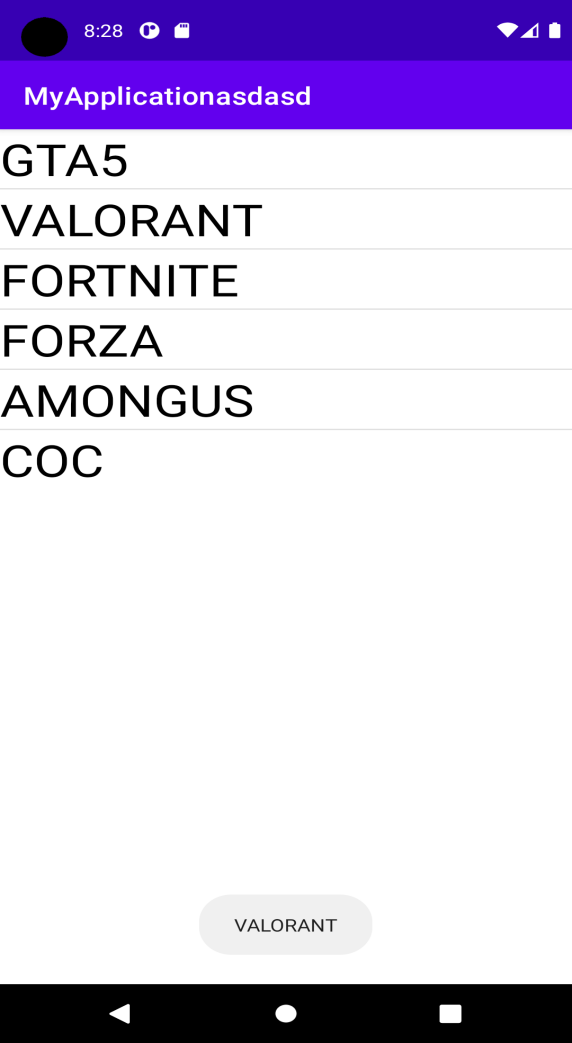 8:28
MyApplicationasdasd
GTA5
VALORANT
FORTNITE
FORZA
AMONGUS
COC
VALORANT